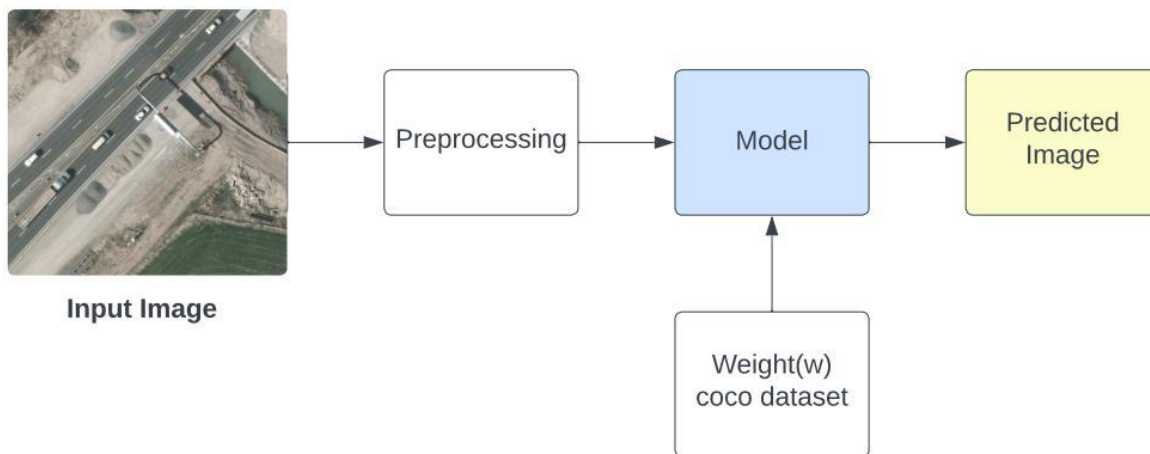 Input Image
Preprocessing
Model
Predicted
Image
Weight(w)
coco dataset